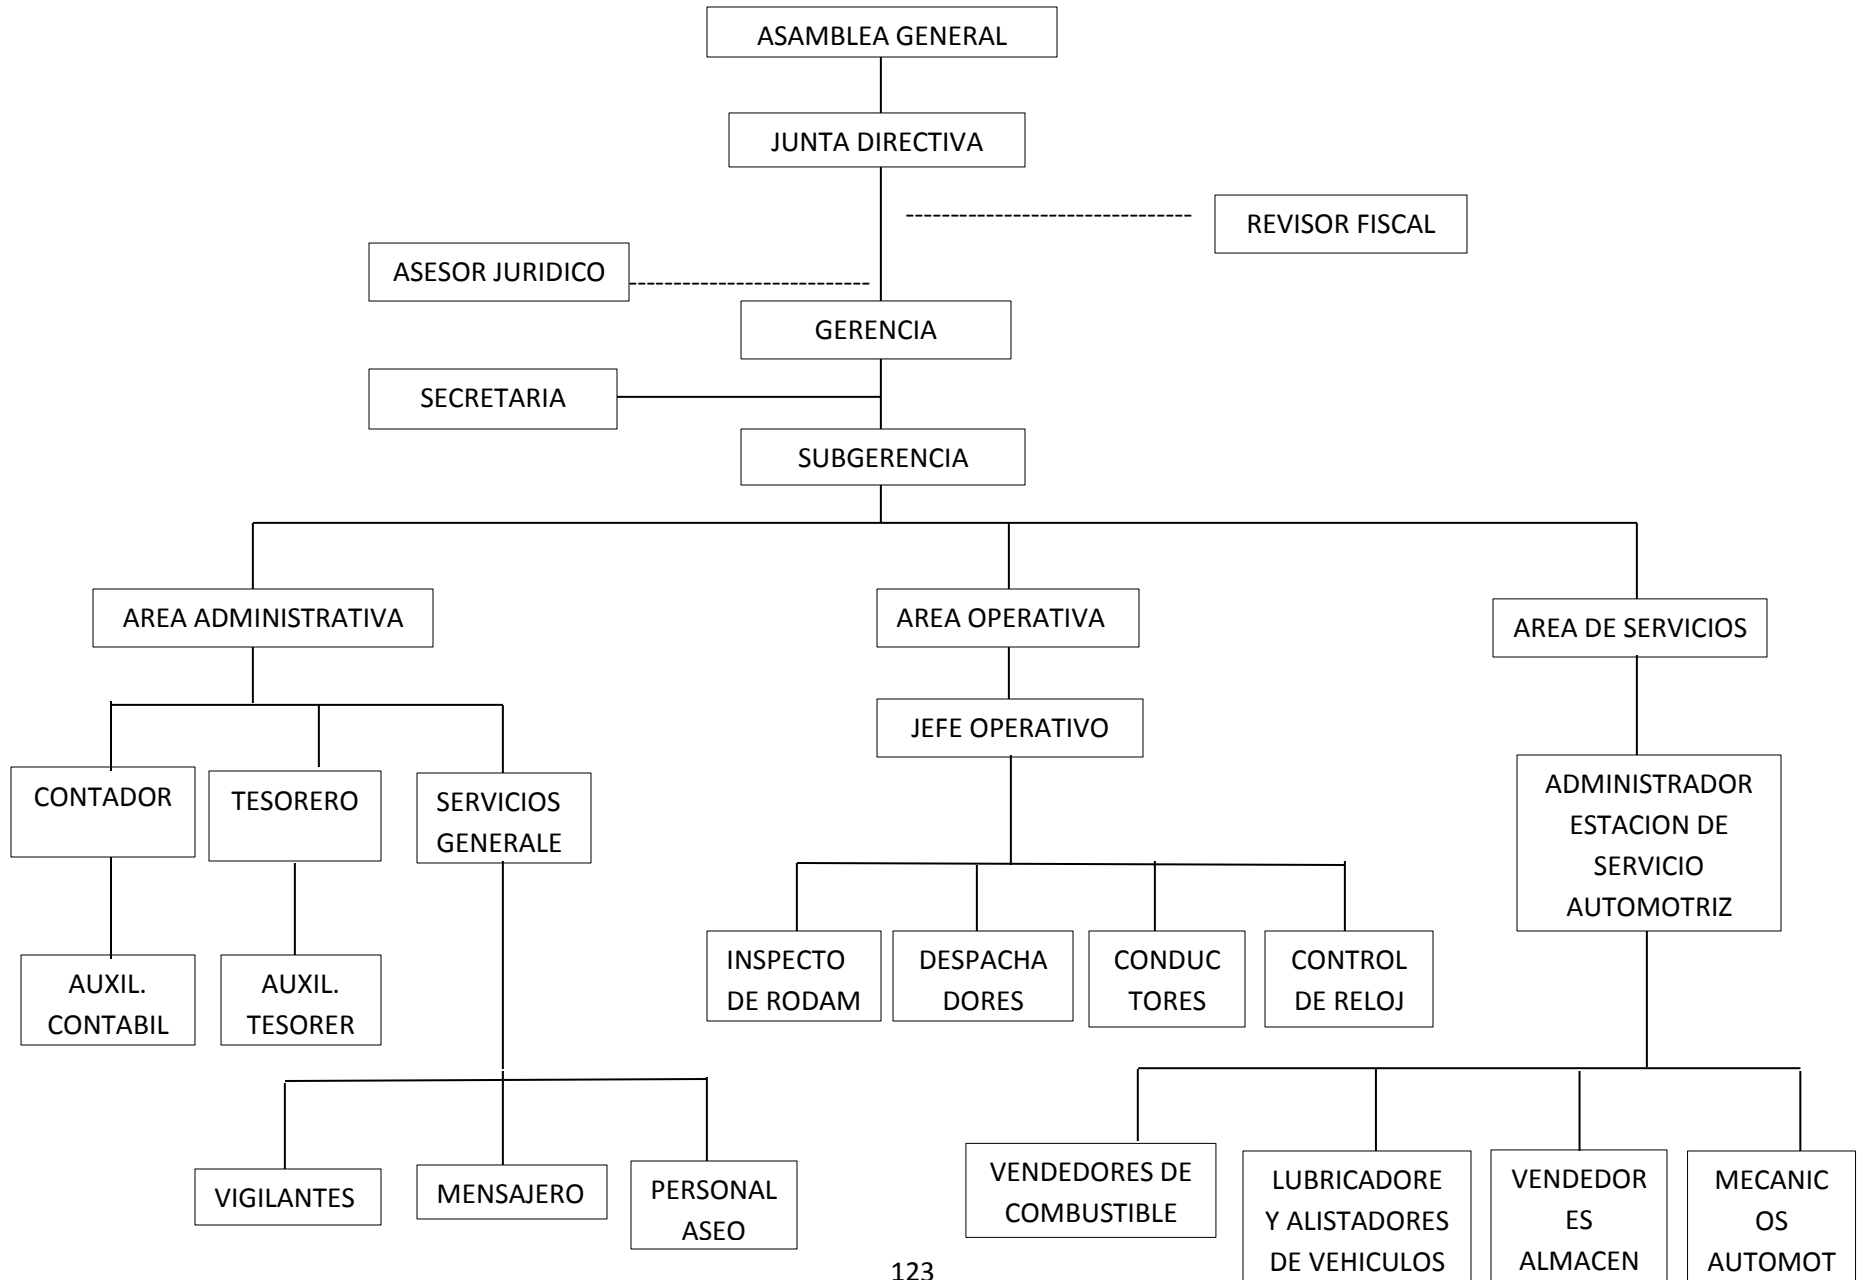 ASAMBLEA GENERAL
JUNTA DIRECTIVA
REVISOR FISCAL
ASESOR JURIDICO
GERENCIA
SECRETARIA
SUBGERENCIA
AREA ADMINISTRATIVA
AREA OPERATIVA
AREA DE SERVICIOS
JEFE OPERATIVO
CONTADOR
TESORERO
SERVICIOS
GENERALE
ADMINISTRADOR
ESTACION DE
SERVICIO
AUTOMOTRIZ
AUXIL.
CONTABIL
AUXIL.
TESORER
INSPECTO
DE RODAM
DESPACHA
DORES
CONDUC
TORES
CONTROL
DE RELOJ
VIGILANTES
MENSAJERO
PERSONAL
ASEO
VENDEDORES DE
COMBUSTIBLE
LUBRICADORE
Y ALISTADORES
DE VEHICULOS
VENDEDOR
ES
ALMACEN
MECANIC
OS
AUTOMOT
123